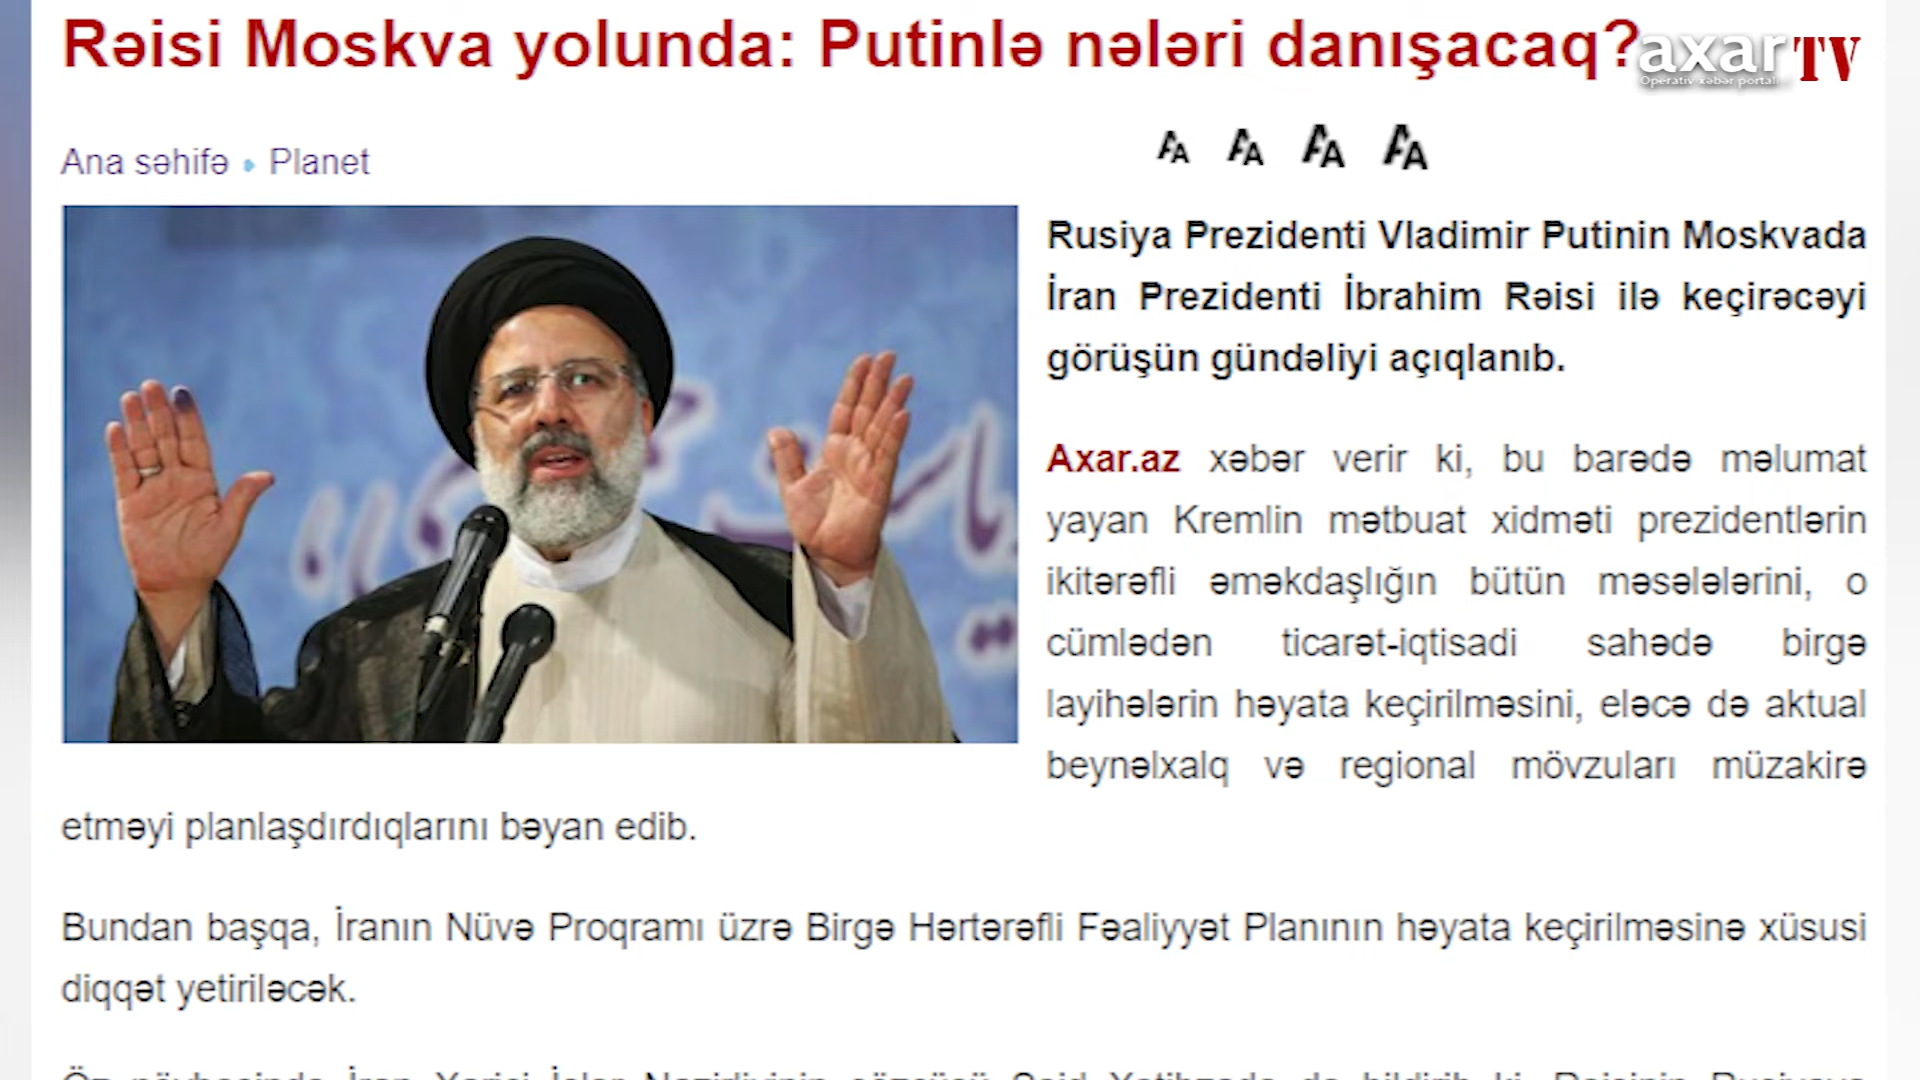 Rəisi Moskva yolunda: Putinlə nələri danışacaq?
axar TV
Operativ xəbər portalı
Ana səhifə • Planet
AA AA AA AA
Rusiya Prezidenti Vladimir Putinin Moskvada
İran Prezidenti İbrahim Rəisi ilə keçirəcəyi
görüşün gündəliyi açıqlanıb.
Axar.az xəbər verir ki, bu barədə məlumat
yayan Kremlin mətbuat xidməti prezidentlərin
ikitərəfli əməkdaşlığın bütün məsələlərini, o
cümlədən ticarət-iqtisadi sahədə birgə
layihələrin həyata keçirilməsini, eləcə də aktual
beynəlxalq və regional mövzuları müzakirə
etməyi planlaşdırdıqlarını bəyan edib.
Bundan başqa, İranın Nüvə Proqramı üzrə Birgə Hərtərəfli Fəaliyyət Planının həyata keçirilməsinə xüsusi
diqqət yetiriləcək.